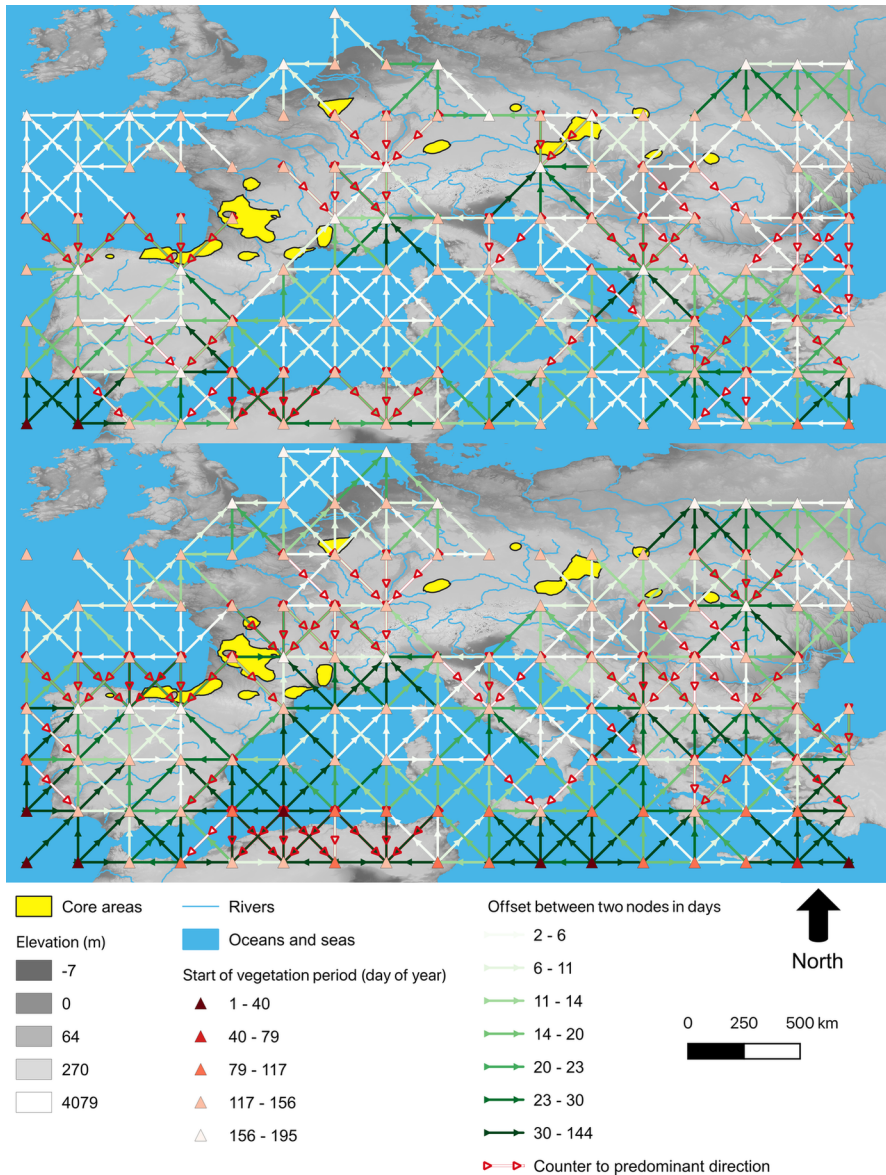 Core areas
Elevation (m)
-7
0
64
270
4079
Rivers
Oceans and seas
Start of vegetation period (day of year)
1 - 40
40 - 79
79 - 117
117 - 156
156 - 195
Offset between two nodes in days
2 - 6
6 - 11
11 - 14
14 - 20
20 - 23
23 - 30
30 - 144
Counter to predominant direction
North
0 250 500 km